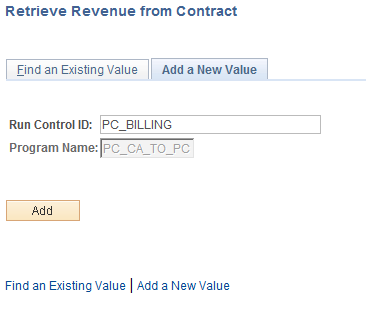 Retrieve Revenue from Contract
Find an Existing Value Add a New Value
Run Control ID: PC_BILLING
Program Name: PC_CA_TO_PC
Add
Find an Existing Value | Add a New Value